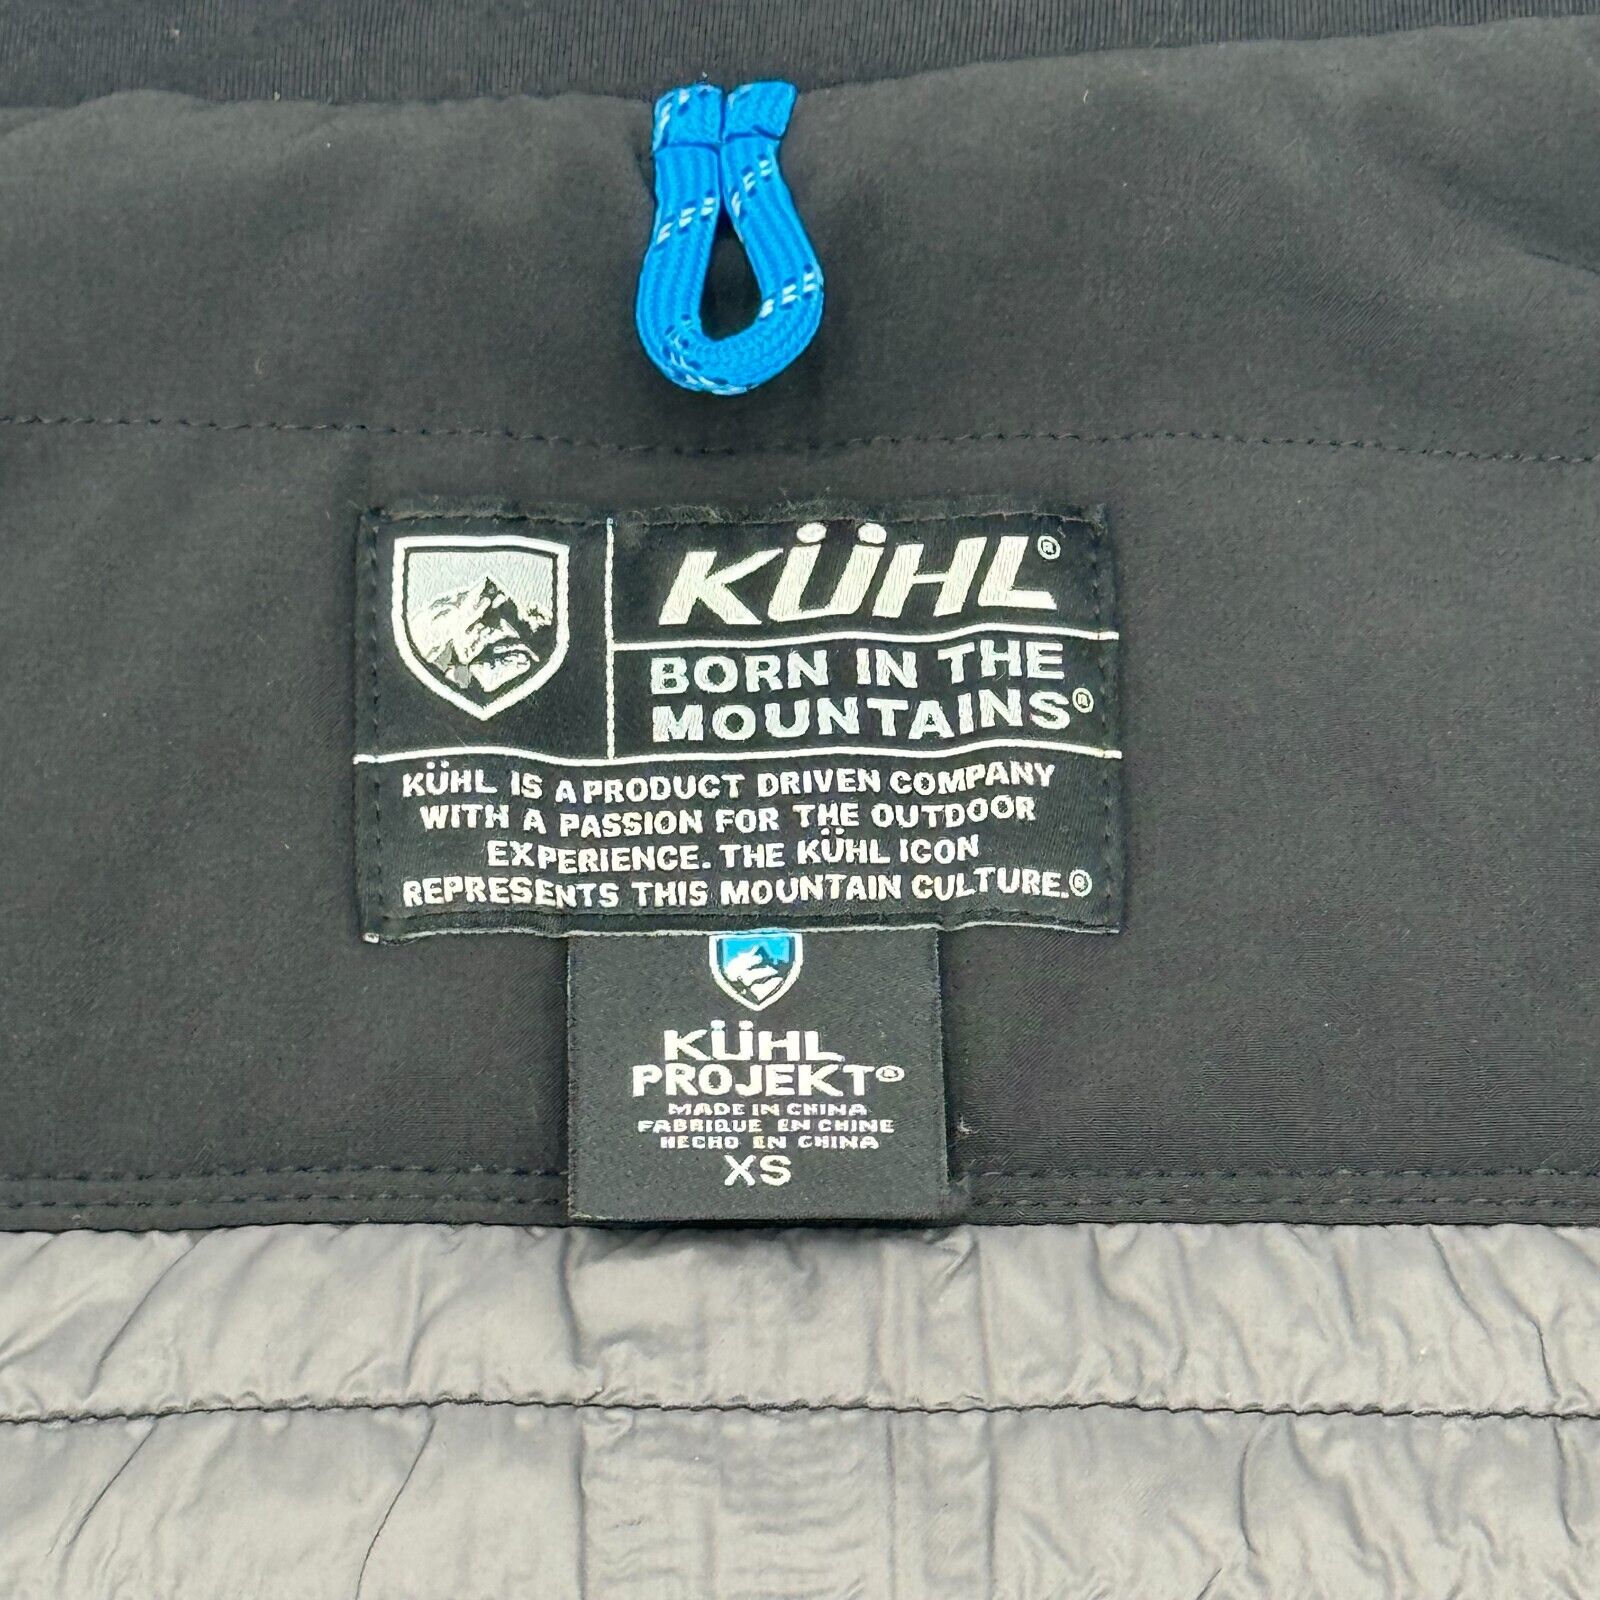 KÜHL®
BORN IN THE
MOUNTAINS®
KÜHL IS A PRODUCT DRIVEN COMPANY
WITH A PASSION FOR THE OUTDOOR
EXPERIENCE. THE KÜHL ICON
REPRESENTS THIS MOUNTAIN CULTURE.®
KÜHL
PROJEKT®
MADE IN CHINA
FABRIQUE EN CHINE
HECHO EN CHINA
XS